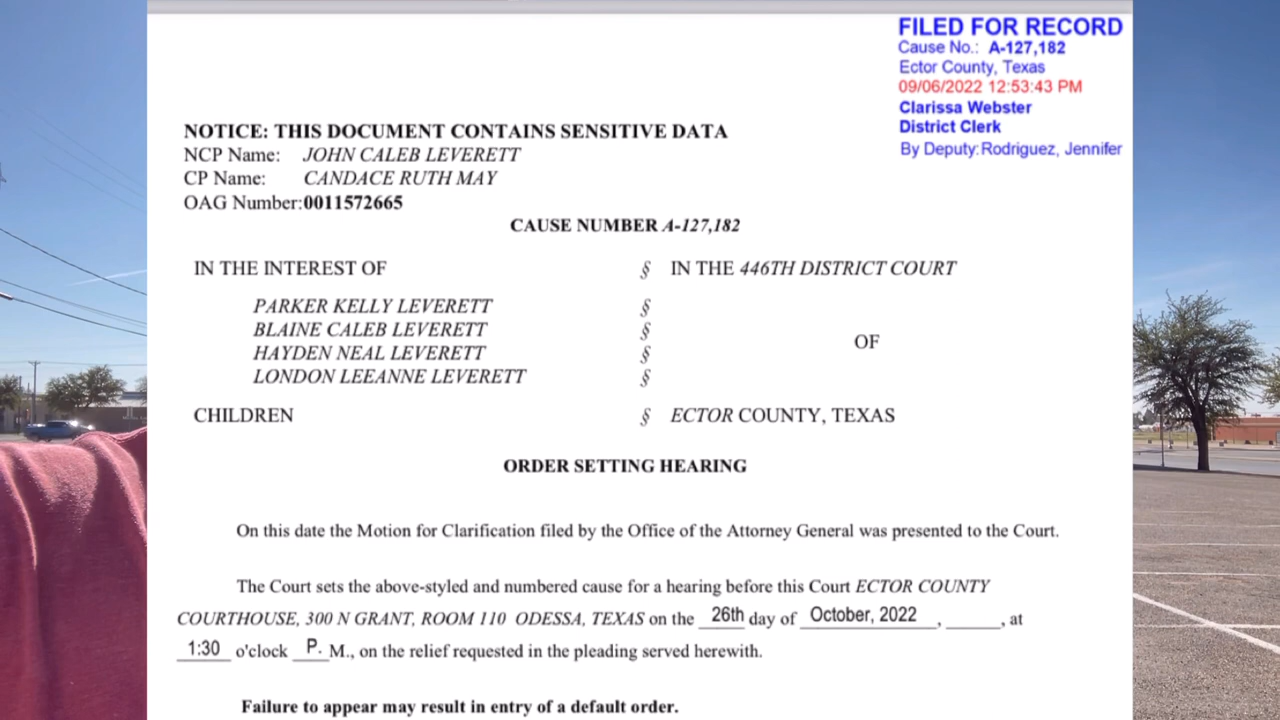 FILED FOR RECORD
Cause No.: A-127,182
Ector County, Texas
09/06/2022 12:53:43 PM
Clarissa Webster
District Clerk
By Deputy:Rodriguez, Jennifer
NOTICE: THIS DOCUMENT CONTAINS SENSITIVE DATA
NCP Name: JOHN CALEB LEVERETT
CP Name: CANDACE RUTH MAY
OAG Number:0011572665
CAUSE NUMBER A-127,182
IN THE INTEREST OF § IN THE 446TH DISTRICT COURT
PARKER KELLY LEVERETT §
BLAINE CALEB LEVERETT §
OF
HAYDEN NEAL LEVERETT §
LONDON LEEANNE LEVERETT §
CHILDREN § ECTOR COUNTY, TEXAS
ORDER SETTING HEARING
On this date the Motion for Clarification filed by the Office of the Attorney General was presented to the Court.
The Court sets the above-styled and numbered cause for a hearing before this Court ECTOR COUNTY
COURTHOUSE, 300 N GRANT, ROOM 110 ODESSA, TEXAS on the 26th day of October, 2022, ______, at
1:30 o'clock P. M., on the relief requested in the pleading served herewith.
Failure to appear may result in entry of a default order.